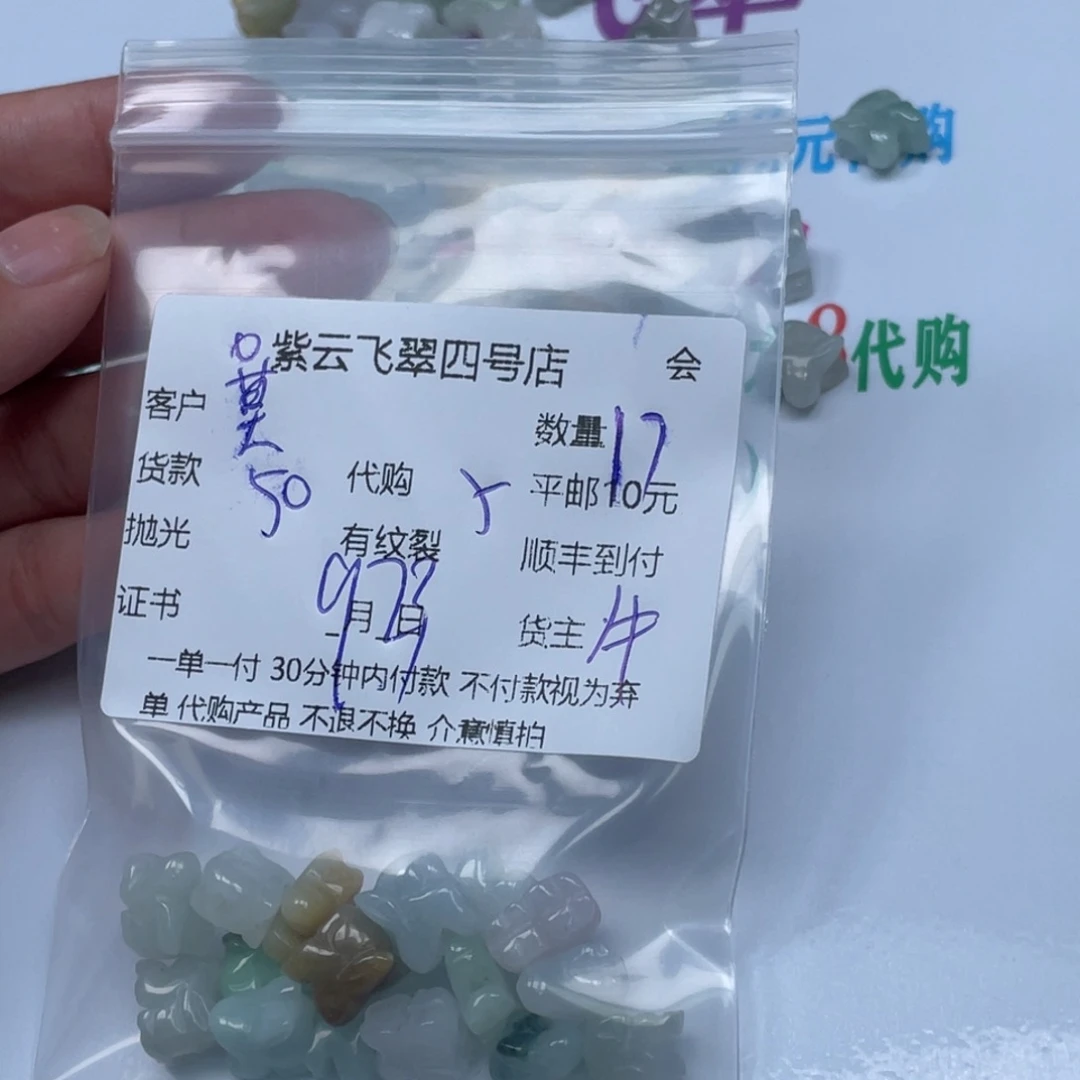 翠
元 购
代购
紫云飞翠四号店 会
客户 莫 数量 17
货款 50 代购 5 平邮10元
抛光 有纹裂 顺丰到付
证书 月 日 货主 中
一单一付 30分钟内付款 不付款视为弃
单 代购产品 不退不换 介意慎拍